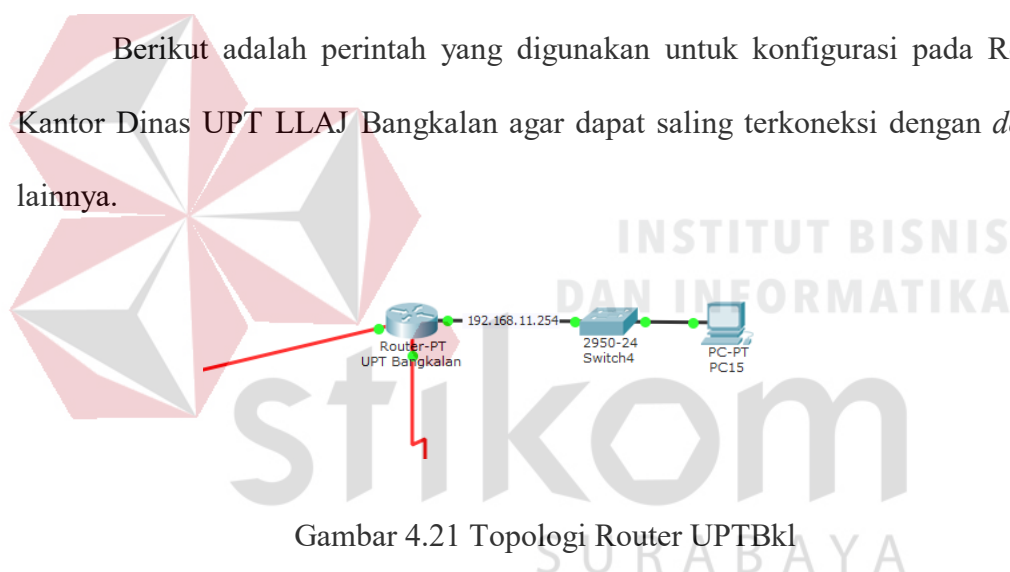 Berikut adalah perintah yang digunakan untuk konfigurasi pada
Kantor Dinas UPT LLAJ Bangkalan agar dapat saling terkoneksi dengan
lainnya.
INSTITUT BISNIS
DAN INFORMATIKA
192.168.11.254
Router-PT
UPT Bangkalan
2950-24
Switch4
PC-PT
PC15
stikom
Gambar 4.21 Topologi Router UPTBkl
SURABAYA